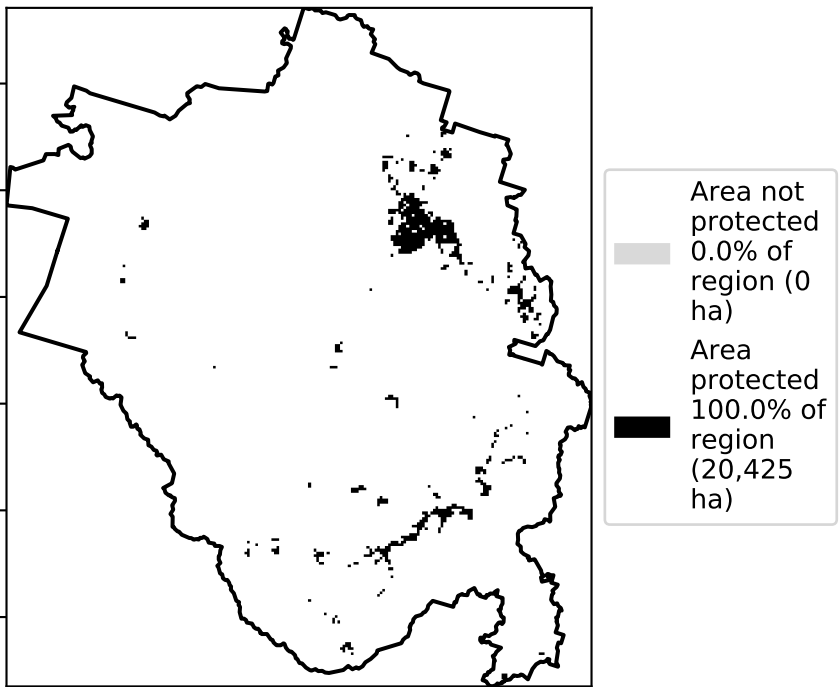 Area not
protected
0.0% of
region (0
ha)
Area
protected
100.0% of
region
(20,425
ha)